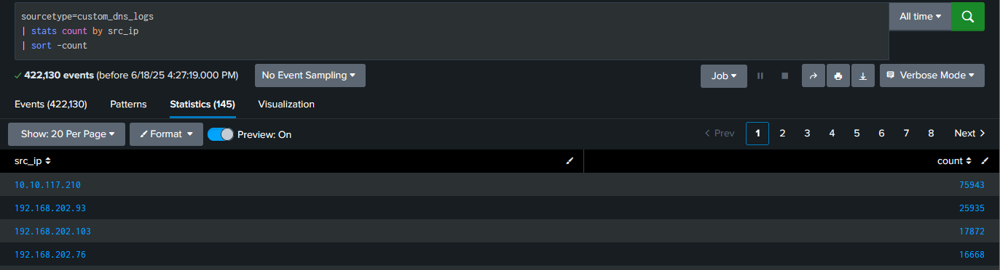 sourcetype=custom_dns_logs
| stats count by src_ip
| sort -count
All time
422,130 events (before 6/18/25 4:27:19.000 PM)
No Event Sampling
Job
Verbose Mode
Events (422,130)
Patterns
Statistics (145)
Visualization
Show: 20 Per Page
Format
Preview: On
Prev 1 2 3 4 5 6 7 8 Next
src_ip count
10.10.117.210 75943
192.168.202.93 25935
192.168.202.103 17872
192.168.202.76 16668